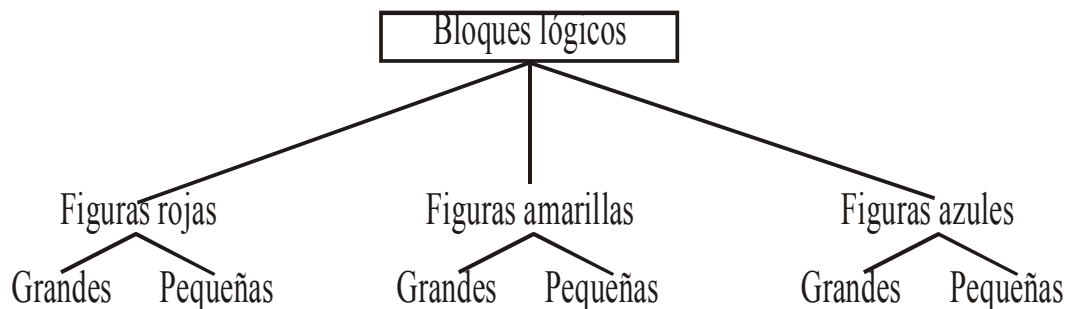 Bloques lógicos
Figuras rojas Figuras amarillas Figuras azules
Grandes Pequeñas Grandes Pequeñas Grandes Pequeñas